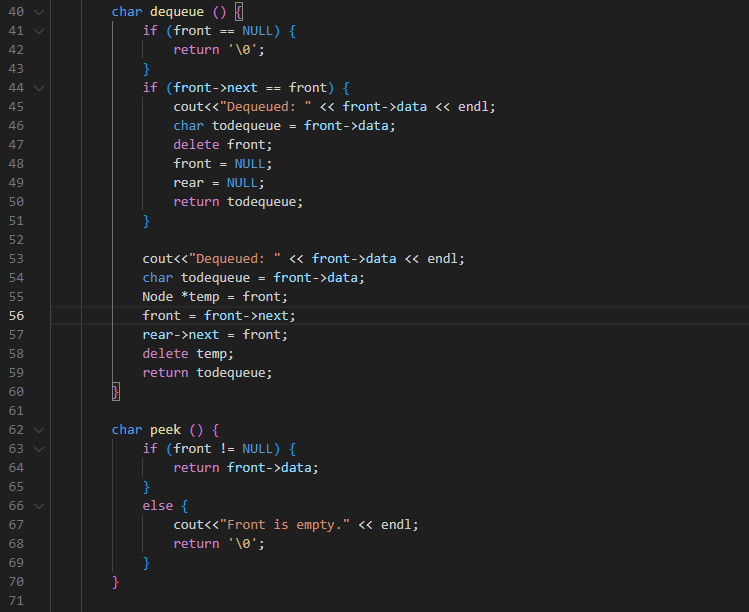 40 char dequeue () {
41 if (front == NULL) {
42 return '\0';
43 }
44 if (front->next == front) {
45 cout<<"Dequeued: " << front->data << endl;
46 char todequeue = front->data;
47 delete front;
48 front = NULL;
49 rear = NULL;
50 return todequeue;
51 }
52
53 cout<<"Dequeued: " << front->data << endl;
54 char todequeue = front->data;
55 Node *temp = front;
56 front = front->next;
57 rear->next = front;
58 delete temp;
59 return todequeue;
60 }
61
62 char peek () {
63 if (front != NULL) {
64 return front->data;
65 }
66 else {
67 cout<<"Front is empty." << endl;
68 return '\0';
69 }
70 }
71